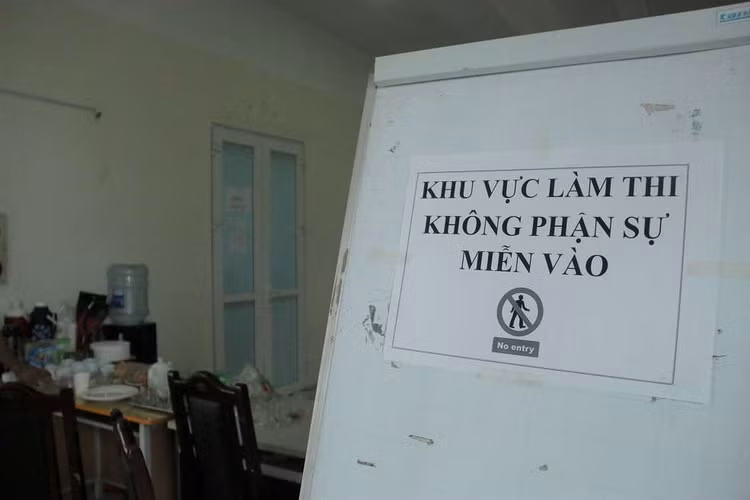 KHU VỰC LÀM THI
KHÔNG PHẬN SỰ
MIỄN VÀO
No entry